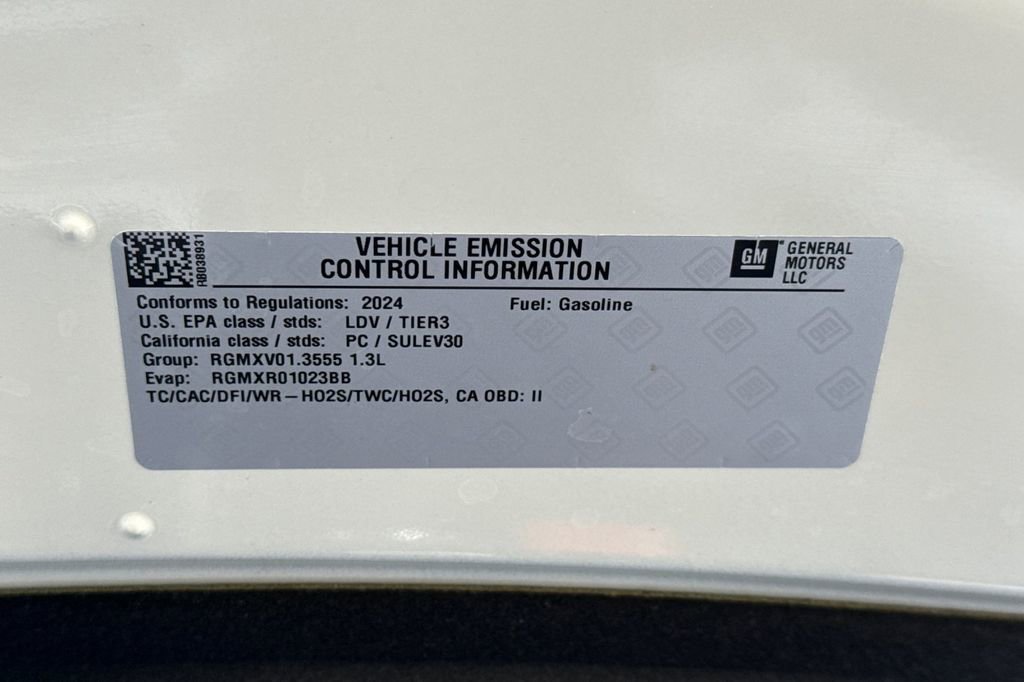 VEHICLE EMISSION
CONTROL INFORMATION
GM GENERAL
MOTORS
LLC
RB038931
Conforms to Regulations: 2024 Fuel: Gasoline
U.S. EPA class / stds: LDV / TIER3
California class / stds: PC / SULEV30
Group: RGMXV01.3555 1.3L
Evap: RGMXR01023BB
TC/CAC/DFI/WR-HO2S/TWC/HO2S, CA OBD: II